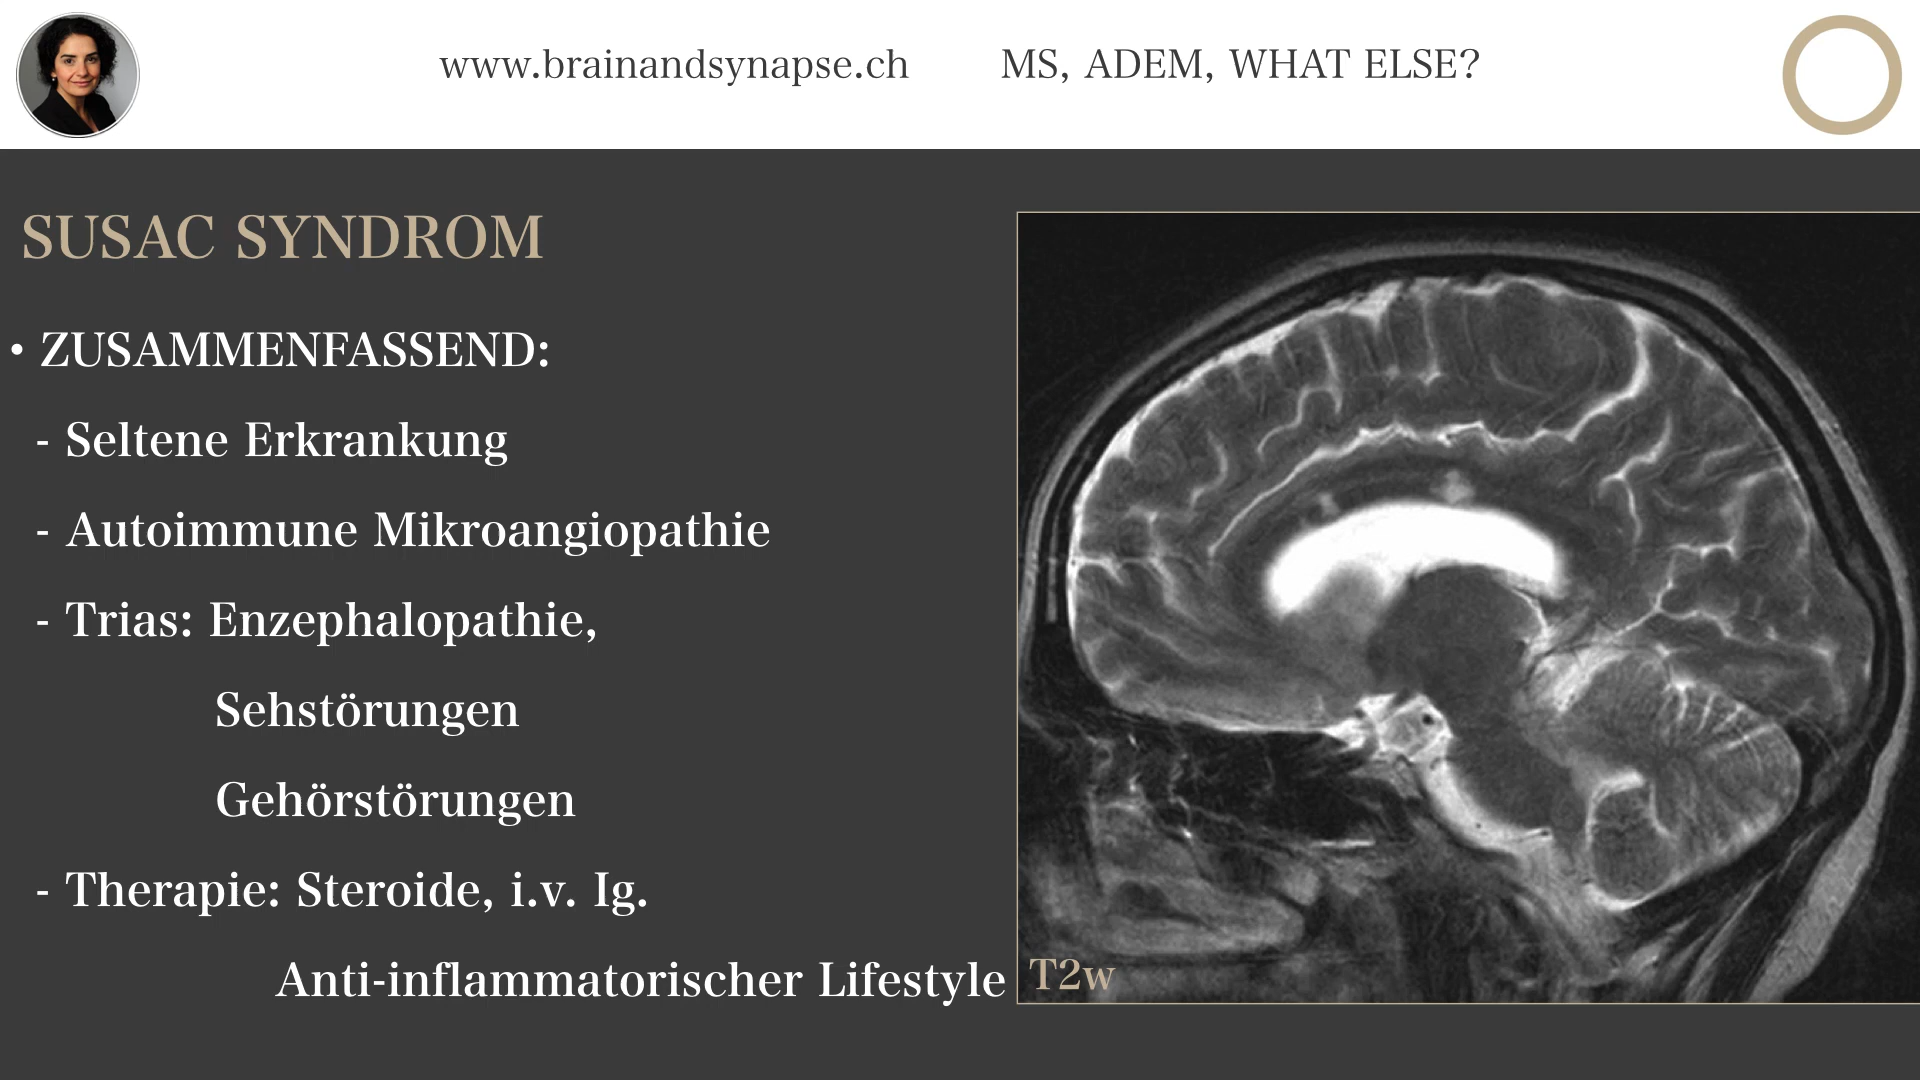 www.brainandsynapse.ch MS, ADEM, WHAT ELSE?
SUSAC SYNDROM
• ZUSAMMENFASSEND:
- Seltene Erkrankung
- Autoimmune Mikroangiopathie
- Trias: Enzephalopathie,
Sehstörungen
Gehörstörungen
- Therapie: Steroide, i.v. Ig.
Anti-inflammatorischer Lifestyle
T2w